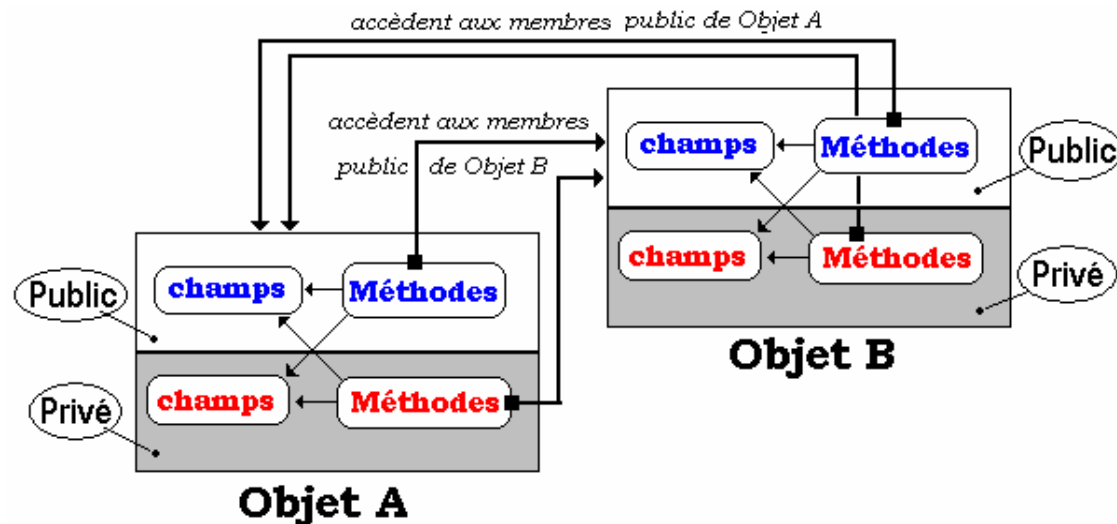 accèdent aux membres public de Objet A
accèdent aux membres
public de Objet B
champs
Méthodes
Public
champs
Méthodes
Privé
Objet B
Public
champs
Méthodes
Privé
champs
Méthodes
Objet A